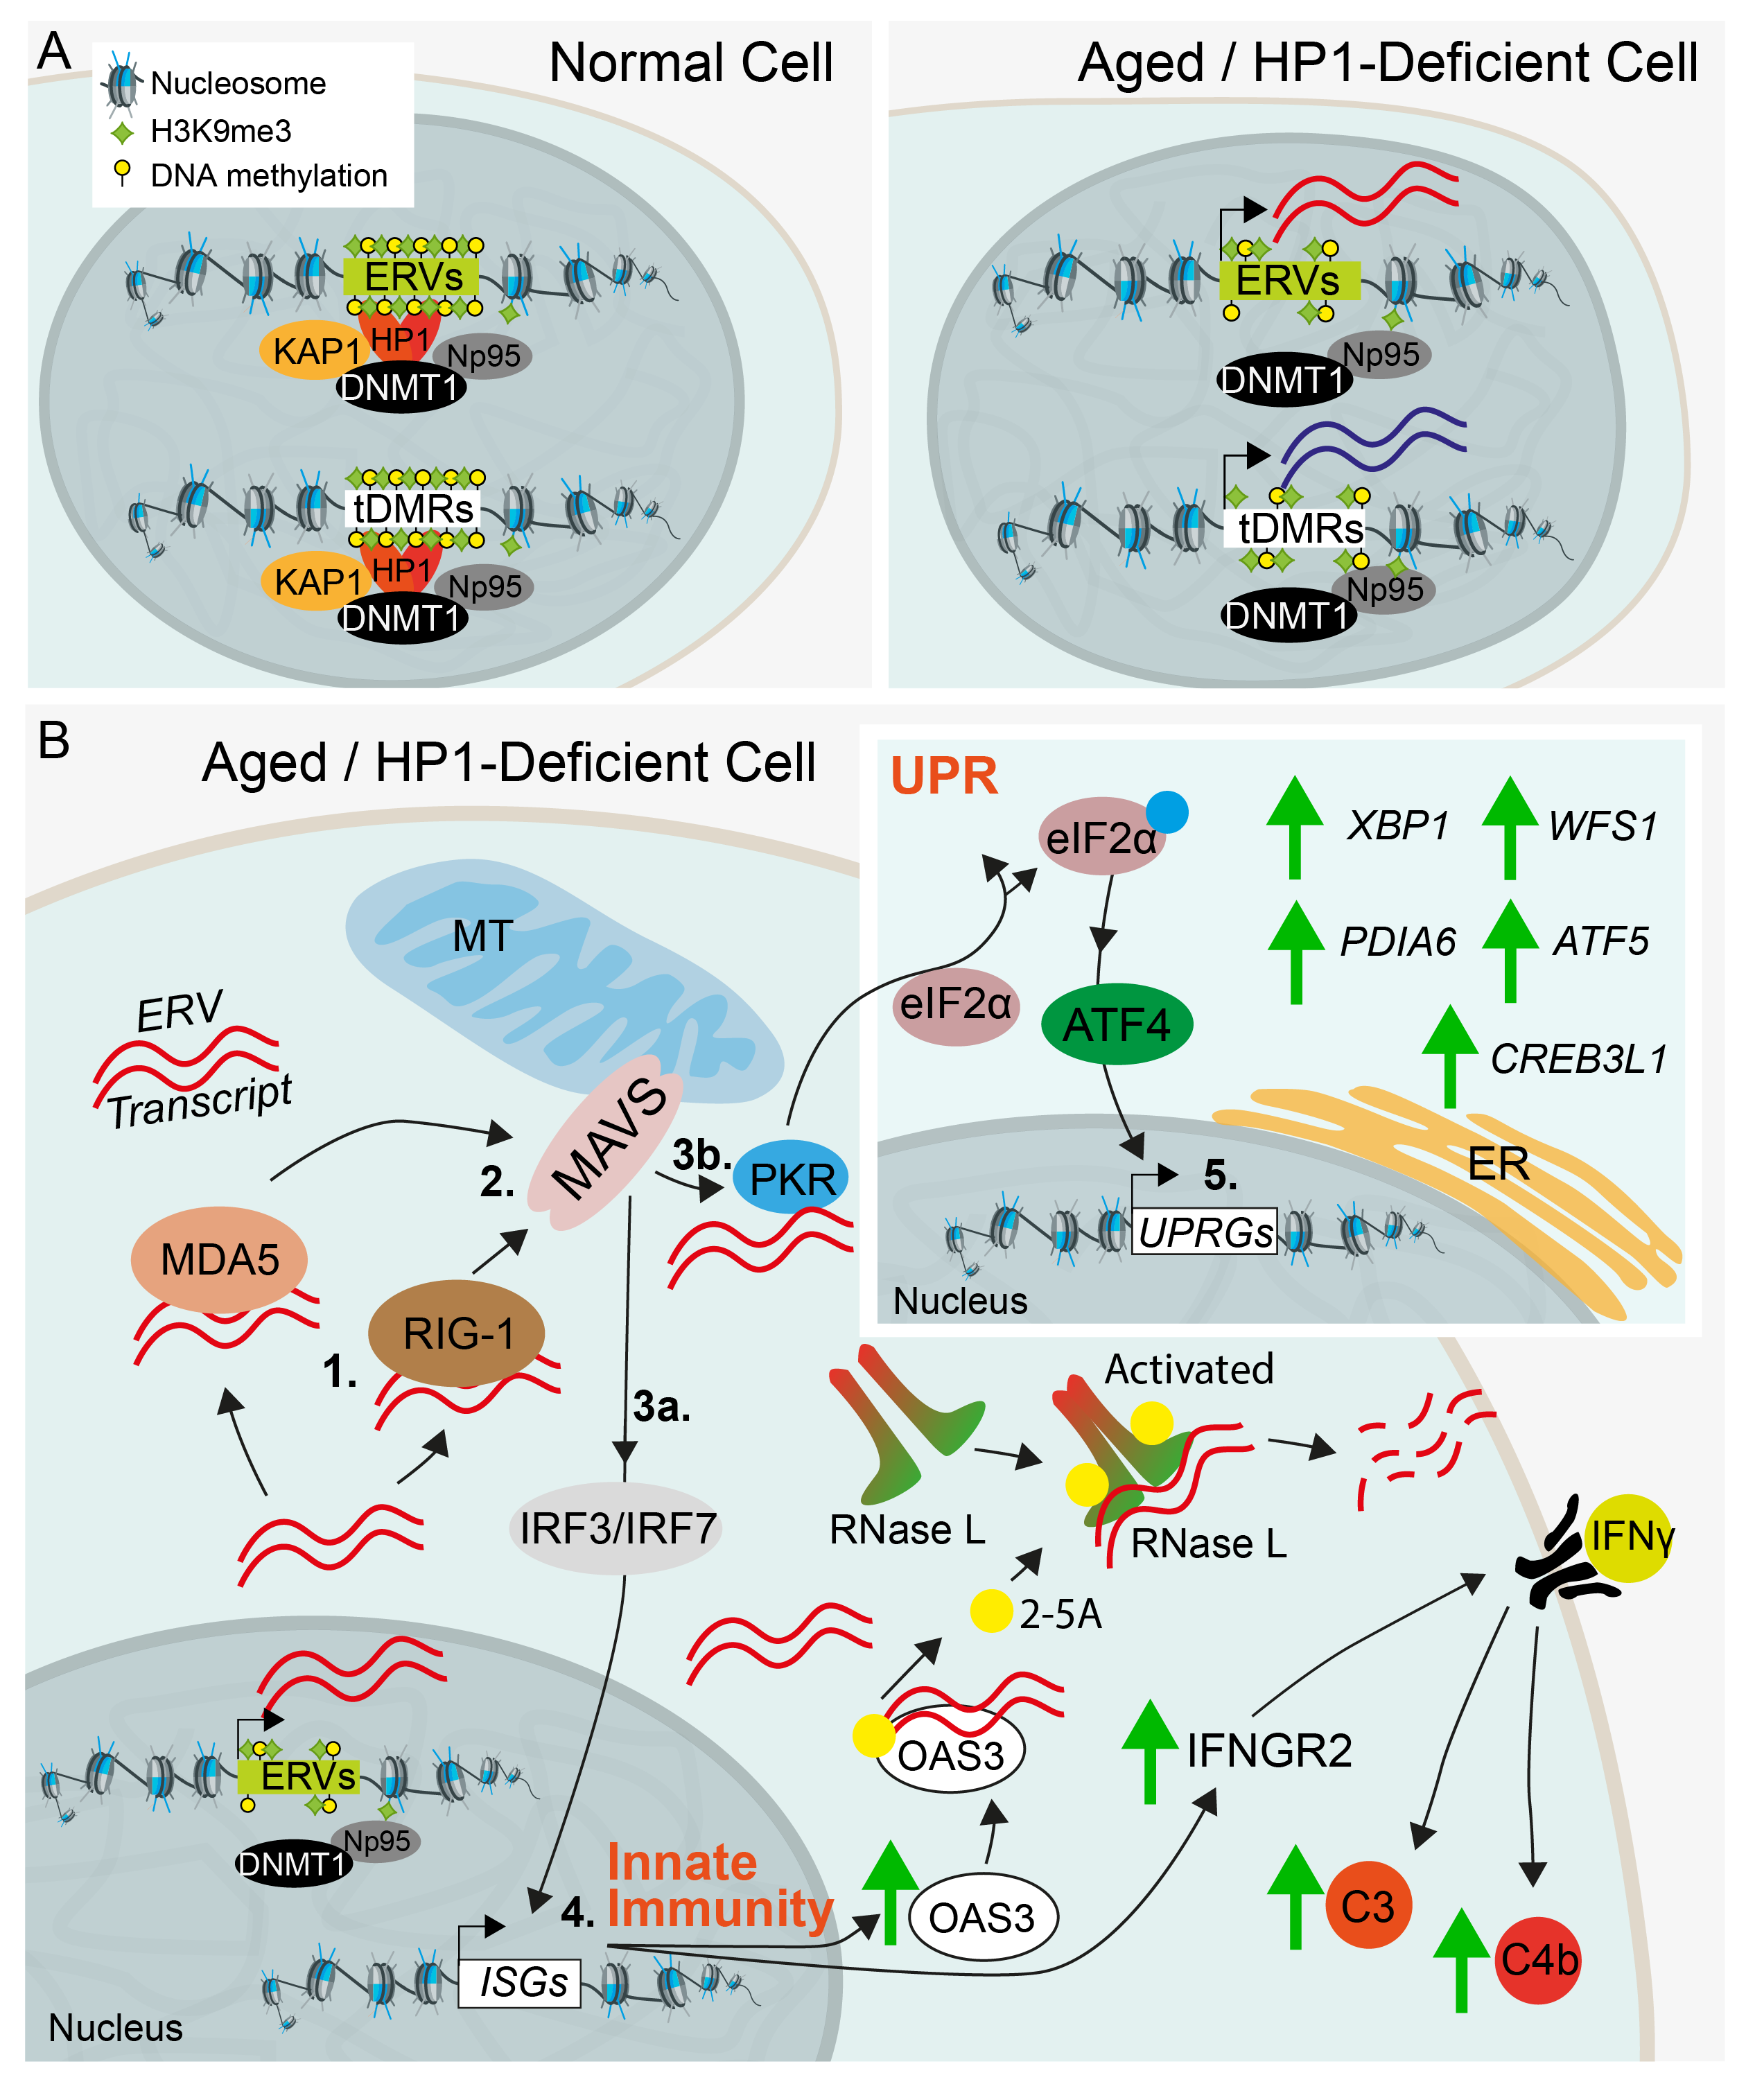 A
Normal Cell
Nucleosome
H3K9me3
DNA methylation
ERVs
KAP1
HP1
Np95
DNMT1
tDMRs
KAP1
HP1
Np95
DNMT1
Aged / HP1-Deficient Cell
ERVs
Np95
DNMT1
tDMRs
Np95
DNMT1
B
Aged / HP1-Deficient Cell
MT
ERV
Transcript
MAVS
2.
3b.
PKR
MDA5
RIG-1
1.
3a.
IRF3/IRF7
UPR
eIF2α
eIF2α
ATF4
XBP1
WFS1
PDIA6
ATF5
CREB3L1
ER
5.
UPRGs
Nucleus
Activated
RNase L
RNase L
IFNγ
2-5A
OAS3
IFNGR2
ERVs
Np95
DNMT1
Innate
Immunity
4.
OAS3
C3
C4b
ISGs
Nucleus